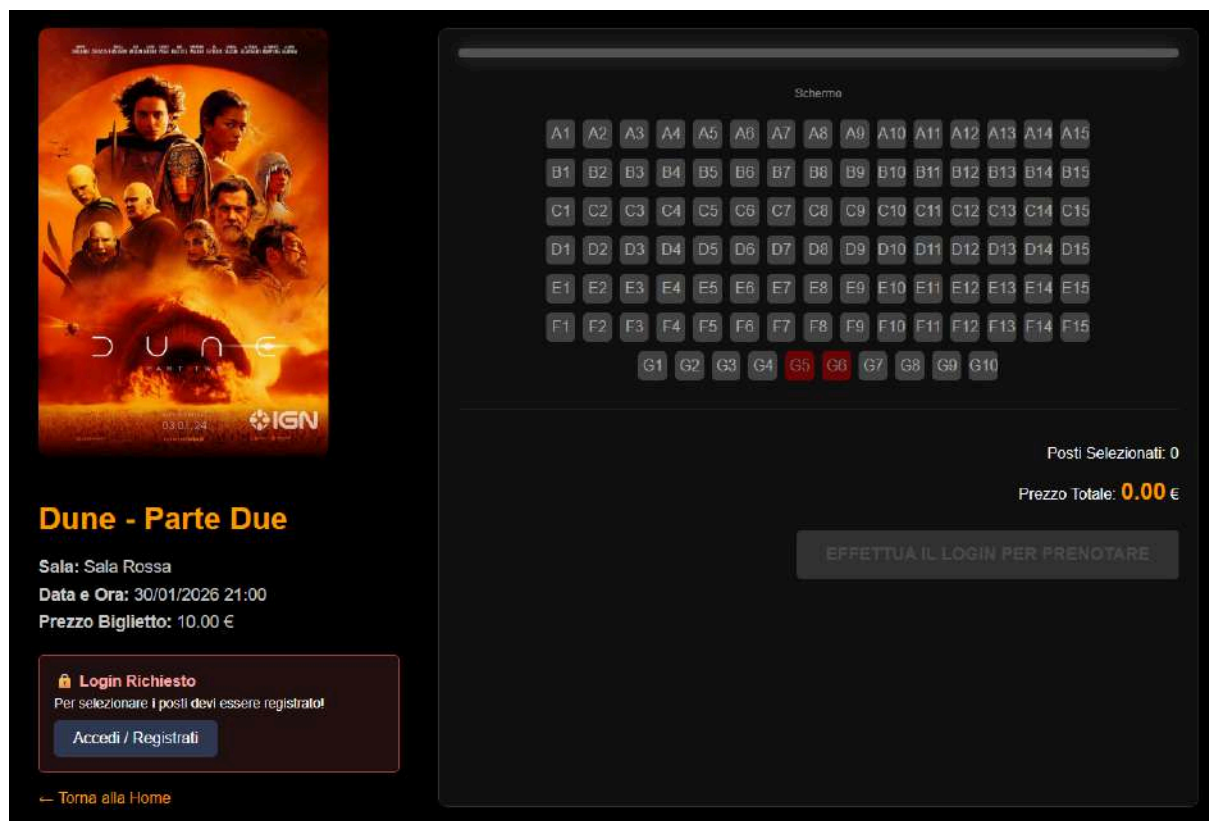 DUNE
PART TWO
03.01.24
IGN
Dune - Parte Due
Sala: Sala Rossa
Data e Ora: 30/01/2026 21:00
Prezzo Biglietto: 10.00 €
🔒 Login Richiesto
Per selezionare i posti devi essere registrato!
Accedi / Registrati
← Torna alla Home
Schermo
A1 A2 A3 A4 A5 A6 A7 A8 A9 A10 A11 A12 A13 A14 A15
B1 B2 B3 B4 B5 B6 B7 B8 B9 B10 B11 B12 B13 B14 B15
C1 C2 C3 C4 C5 C6 C7 C8 C9 C10 C11 C12 C13 C14 C15
D1 D2 D3 D4 D5 D6 D7 D8 D9 D10 D11 D12 D13 D14 D15
E1 E2 E3 E4 E5 E6 E7 E8 E9 E10 E11 E12 E13 E14 E15
F1 F2 F3 F4 F5 F6 F7 F8 F9 F10 F11 F12 F13 F14 F15
G1 G2 G3 G4 G5 G6 G7 G8 G9 G10
Posti Selezionati: 0
Prezzo Totale: 0.00 €
EFFETTUA IL LOGIN PER PRENOTARE